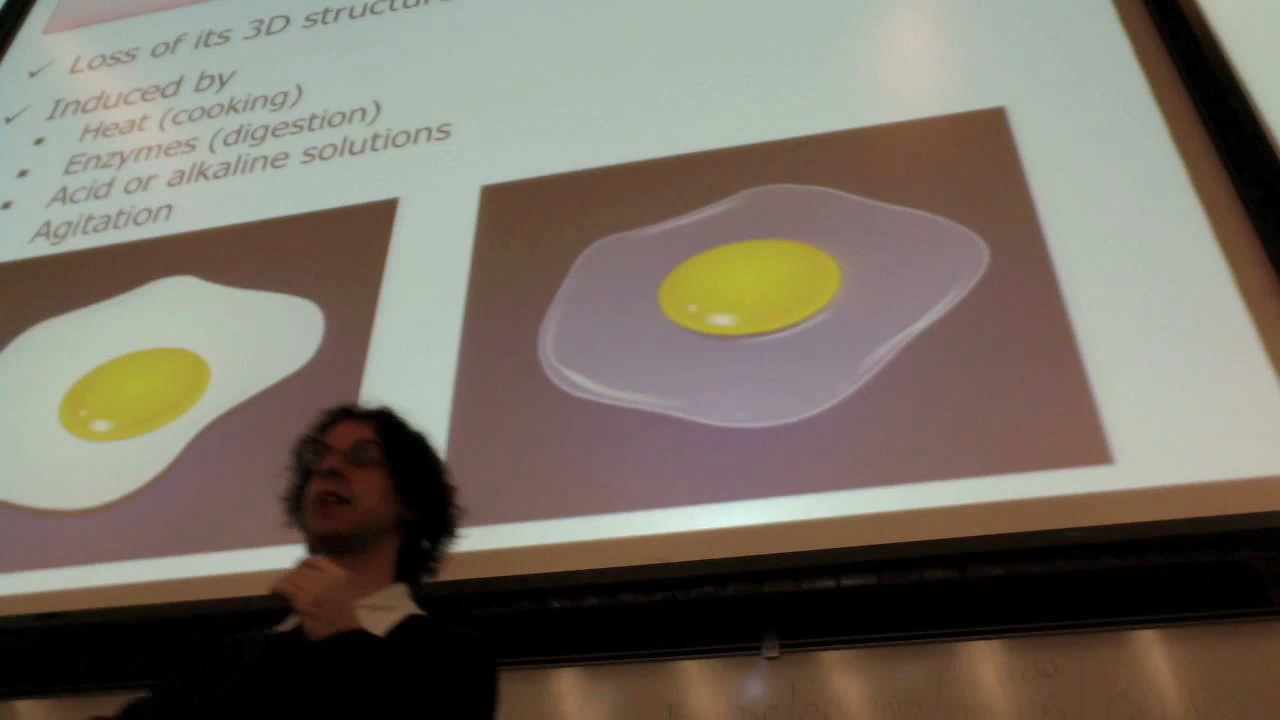 ✓ Loss of its 3D structure
✓ Induced by
▪ Heat (cooking)
▪ Enzymes (digestion)
▪ Acid or alkaline solutions
Agitation